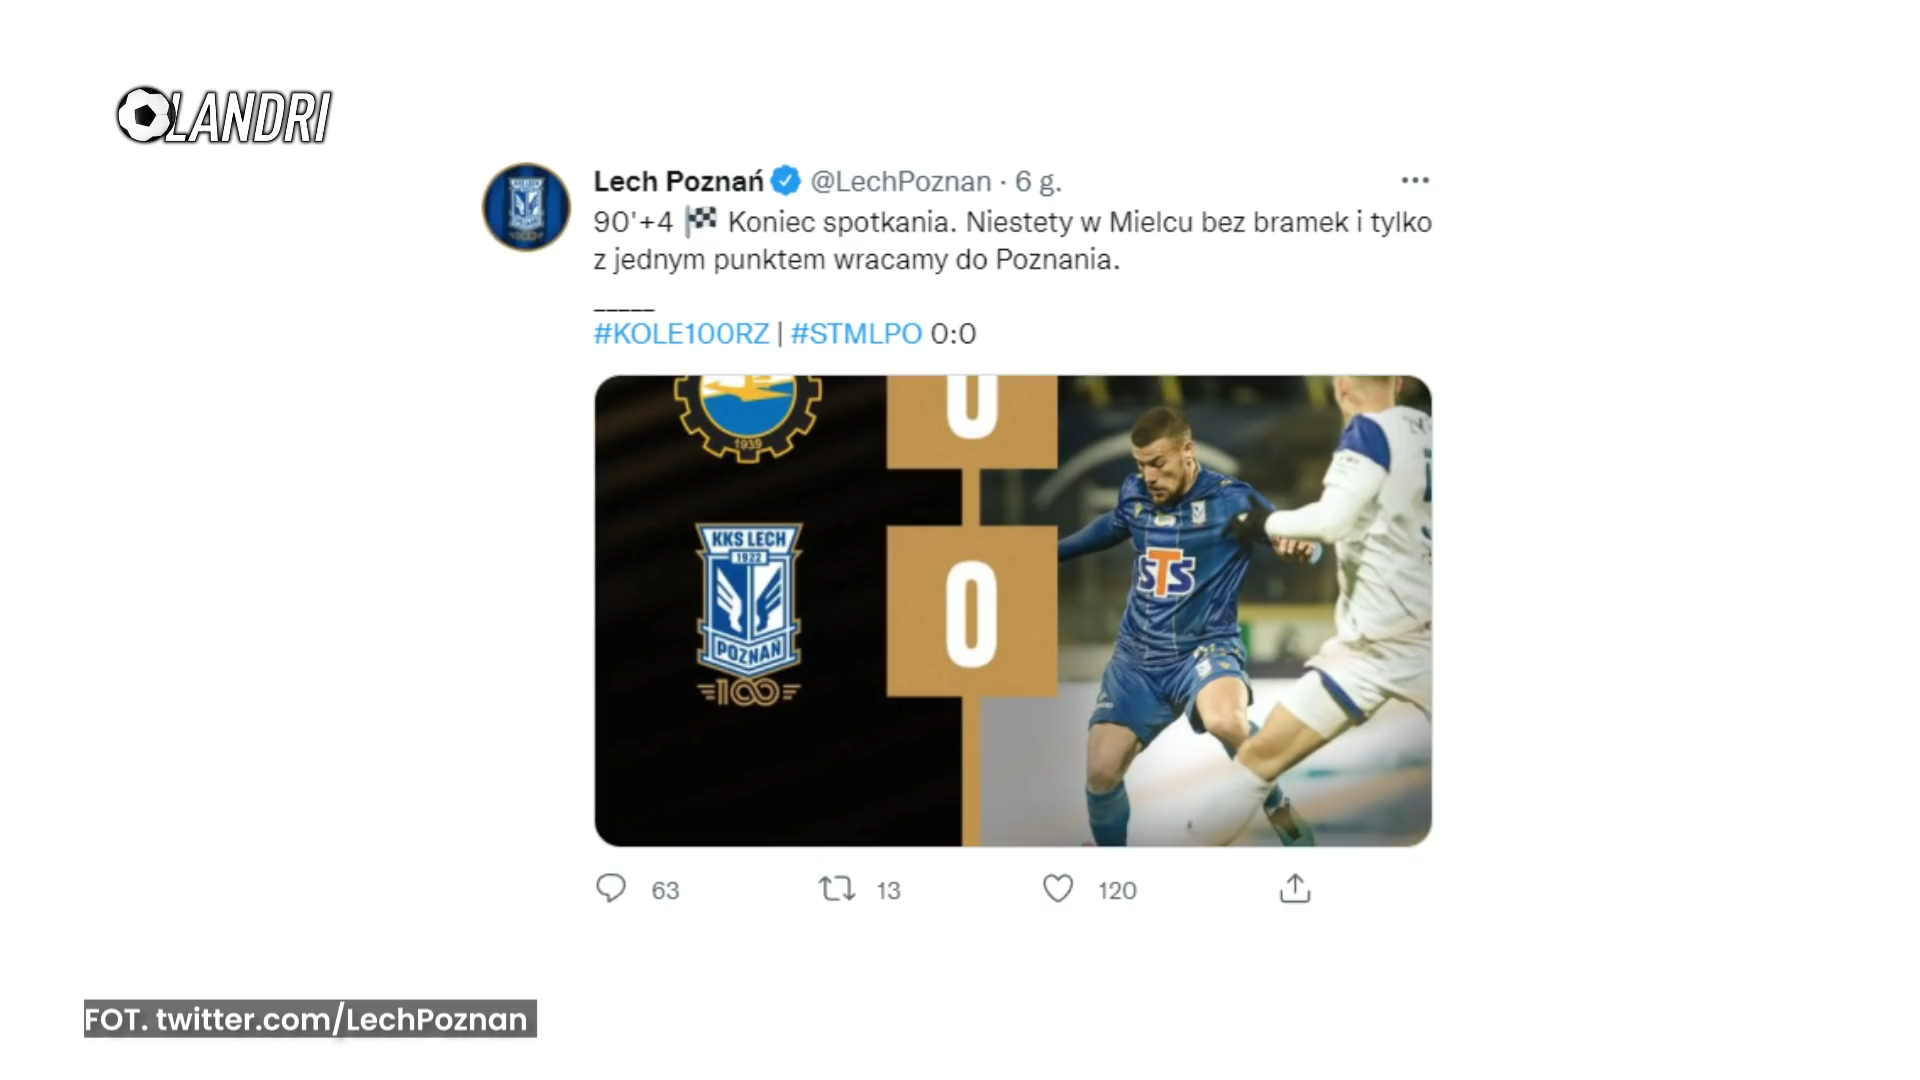 LANDRI
Lech Poznań @LechPoznan · 6 g.
90'+4 Koniec spotkania. Niestety w Mielcu bez bramek i tylko
z jednym punktem wracamy do Poznania.
_____
#KOLE100RZ | #STMLPO 0:0
1939
0
KKS LECH
1922
POZNAŃ
100
0
STS
63
13
120
FOT. twitter.com/LechPoznan